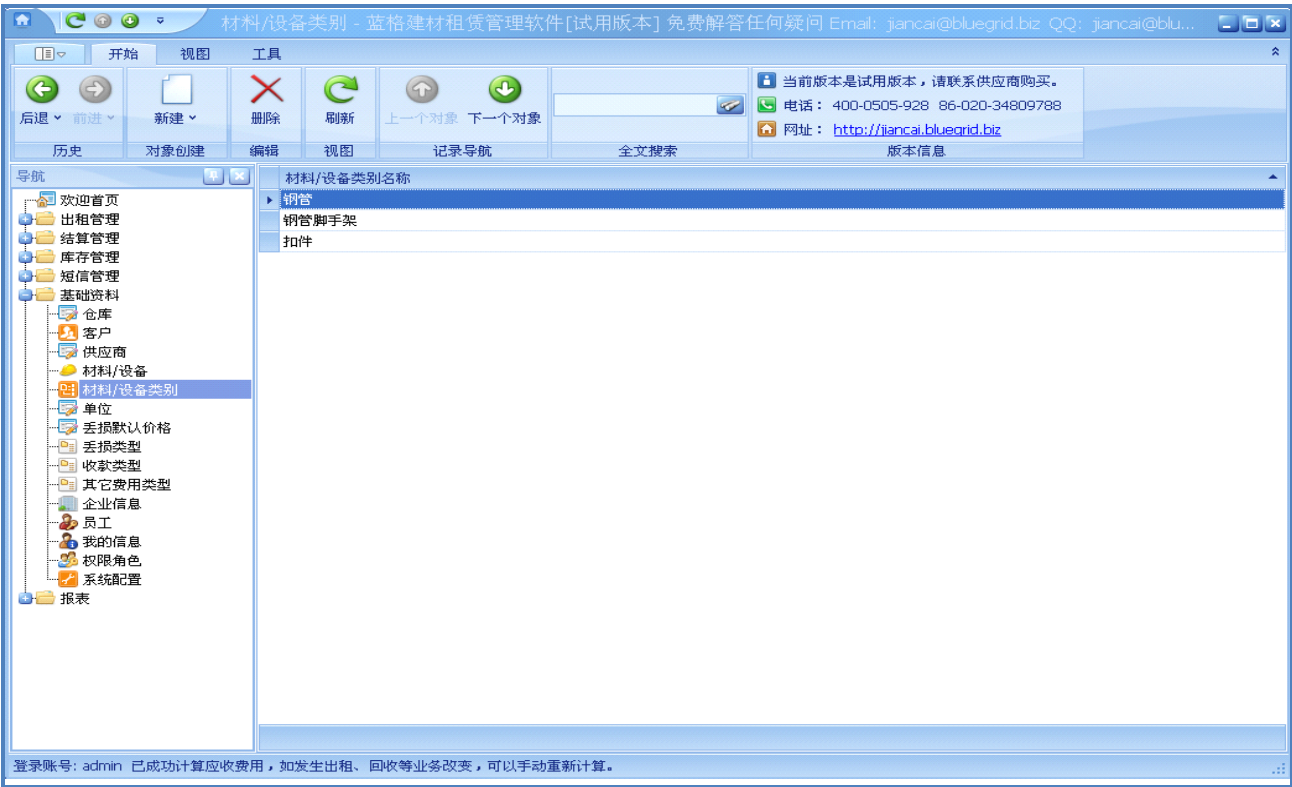 材料/设备类别 - 蓝格建材租赁管理软件[试用版本] 免费解答任何疑问 Email: jiancai@bluegrid.biz QQ: jiancai@blu...
开始 视图 工具
后退 前进 新建 删除 刷新 上一个对象 下一个对象
当前版本是试用版本，请联系供应商购买。
电话： 400-0505-928 86-020-34809788
网址： http://jiancai.bluegrid.biz
历史 对象创建 编辑 视图 记录导航 全文搜索 版本信息
导航
欢迎首页
出租管理
结算管理
库存管理
短信管理
基础资料
仓库
客户
供应商
材料/设备
材料/设备类别
单位
丢损默认价格
丢损类型
收款类型
其它费用类型
企业信息
员工
我的信息
权限角色
系统配置
报表
材料/设备类别名称
钢管
钢管脚手架
扣件
登录账号: admin 已成功计算应收费用，如发生出租、回收等业务改变，可以手动重新计算。